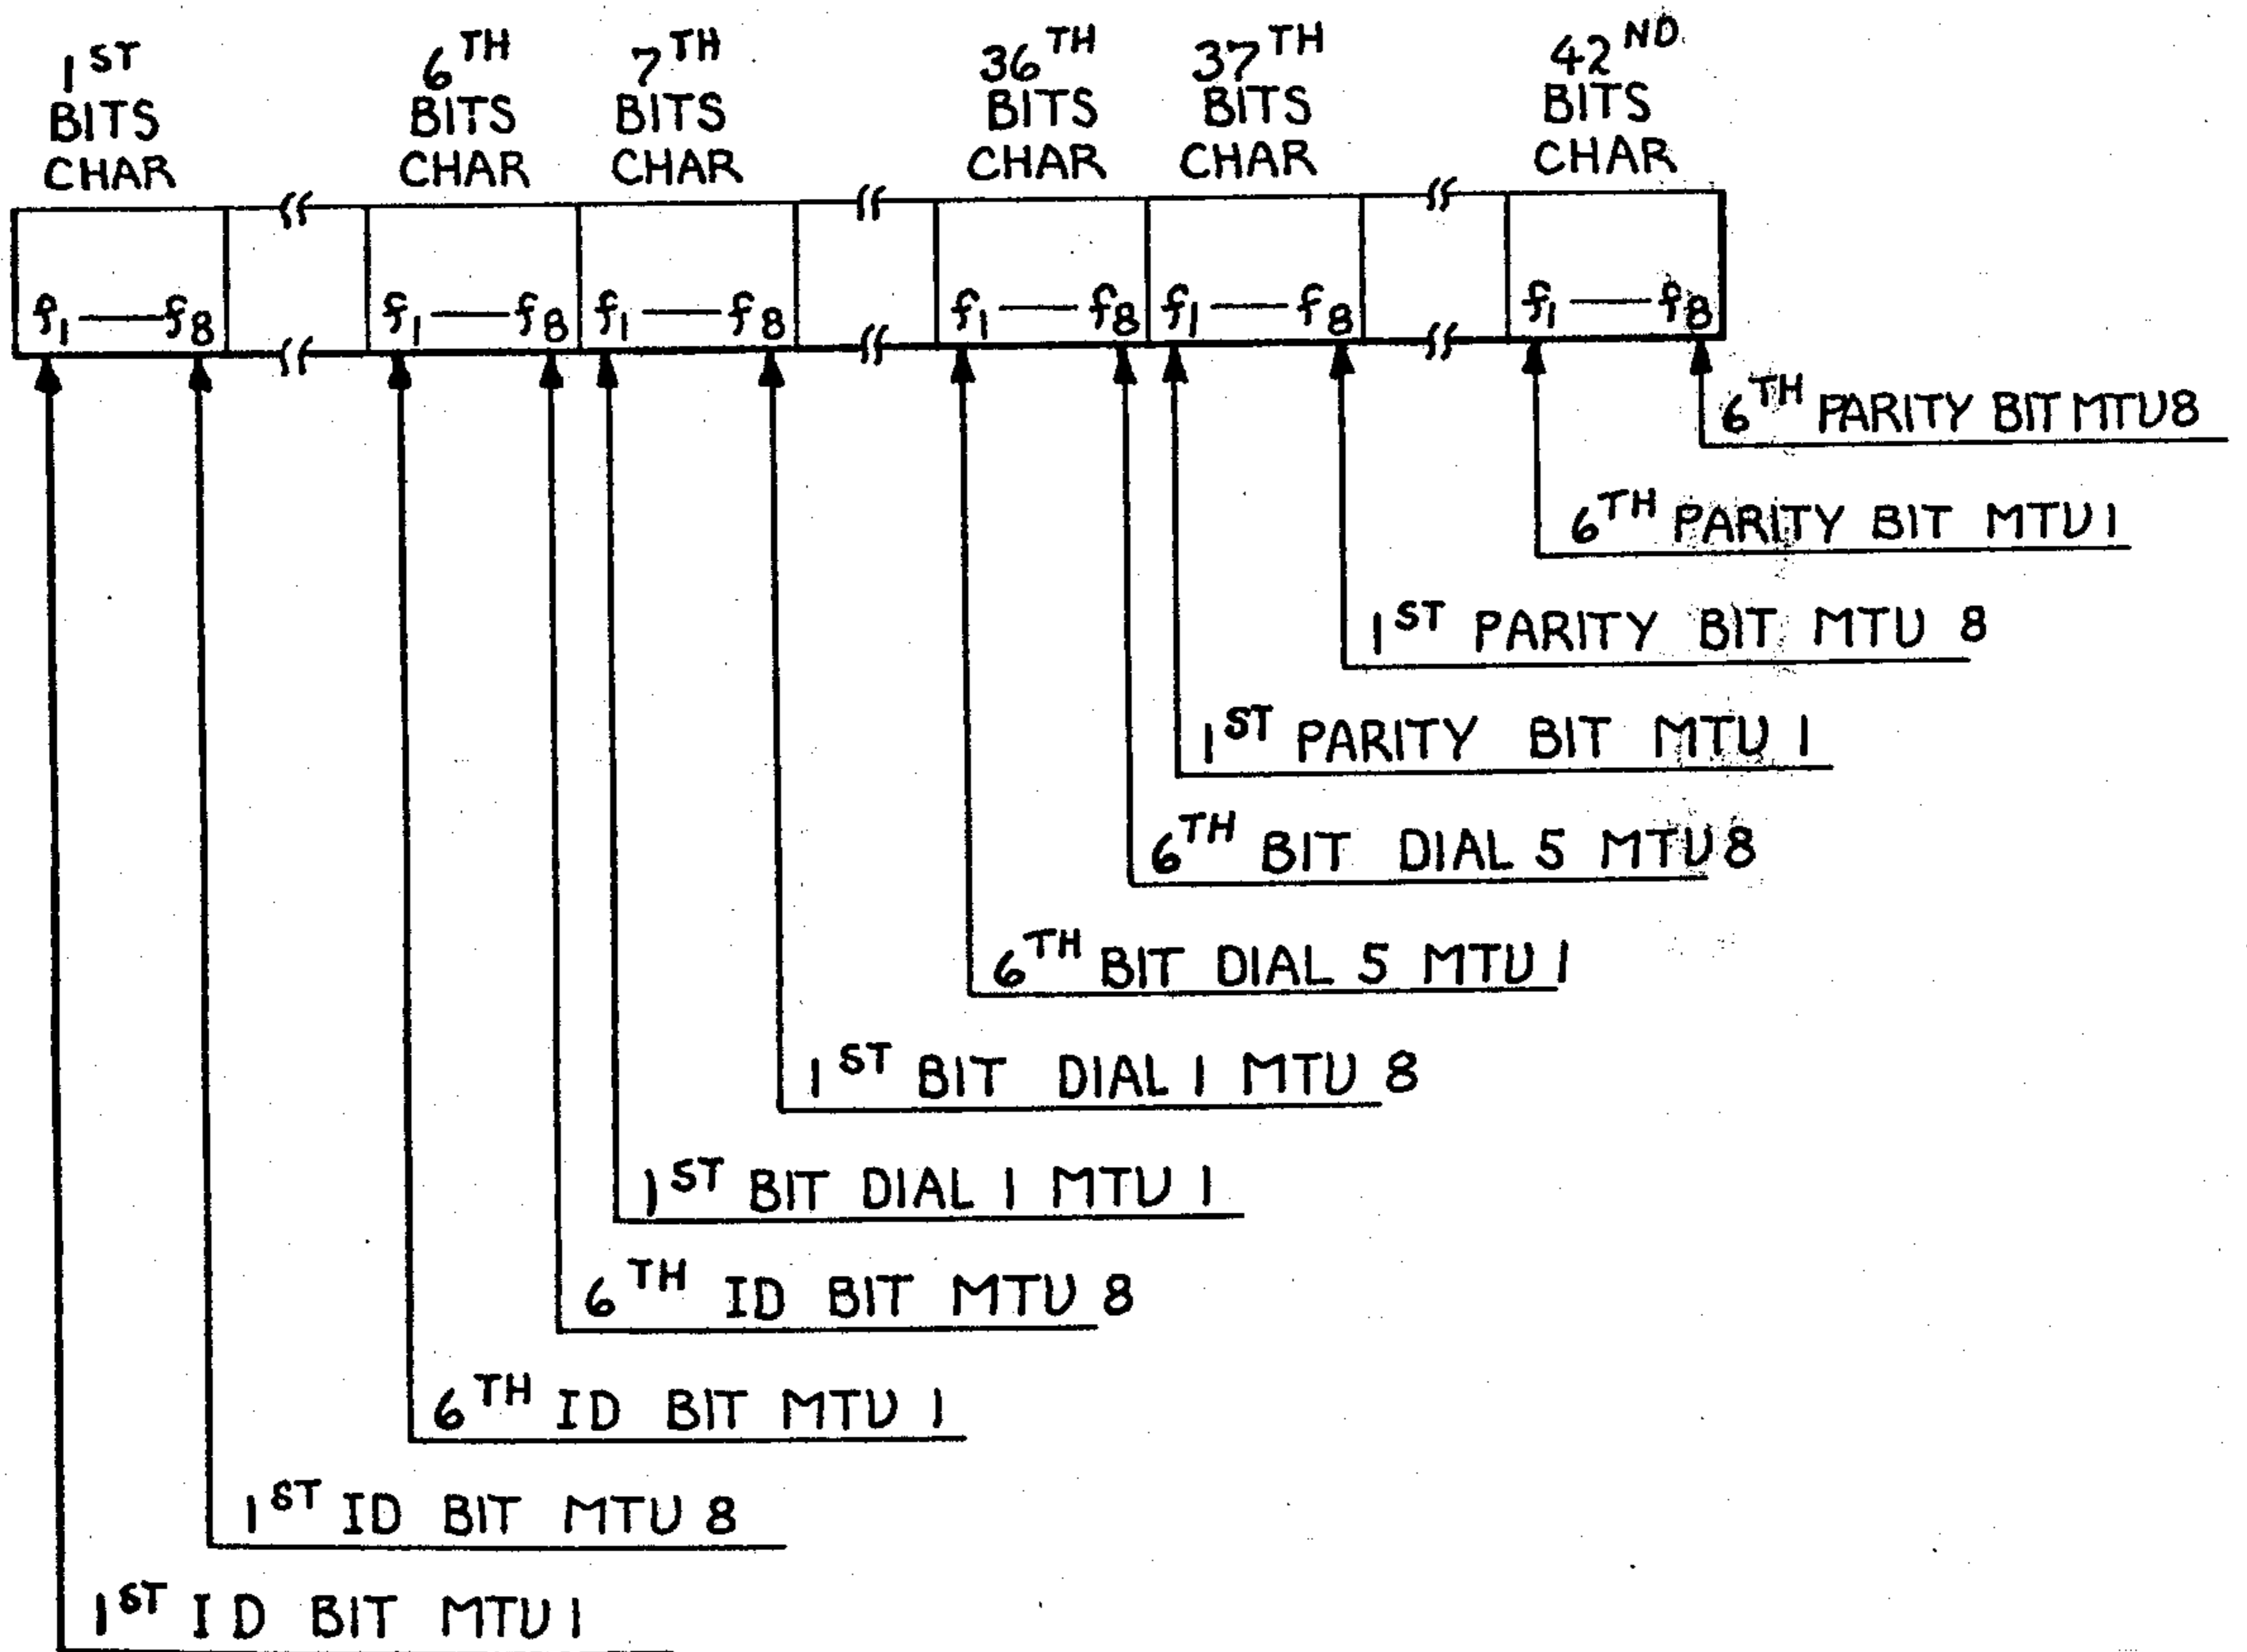 1ST BITS CHAR
6TH BITS CHAR
7TH BITS CHAR
36TH BITS CHAR
37TH BITS CHAR
42ND BITS CHAR
f1 — f8
f1 — f8
f1 — f8
f1 — f8
f1 — f8
f1 — f8
6TH PARITY BIT MTU 8
6TH PARITY BIT MTU 1
1ST PARITY BIT MTU 8
1ST PARITY BIT MTU 1
6TH BIT DIAL 5 MTU 8
6TH BIT DIAL 5 MTU 1
1ST BIT DIAL 1 MTU 8
1ST BIT DIAL 1 MTU 1
6TH ID BIT MTU 8
6TH ID BIT MTU 1
1ST ID BIT MTU 8
1ST ID BIT MTU 1